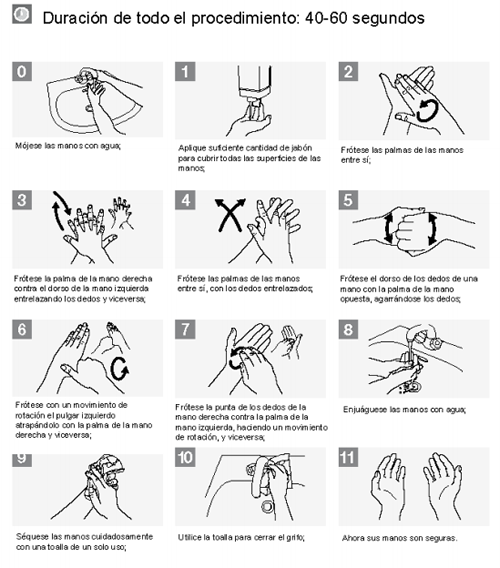 Duración de todo el procedimiento: 40-60 segundos
0
1
2
Mójese las manos con agua;
Aplique suficiente cantidad de jabón
para cubrir todas las superficies de las
manos;
Frótese las palmas de las manos
entre sí;
3
4
5
Frótese la palma de la mano derecha
contra el dorso de la mano izquierda
entrelazando los dedos y viceversa;
Frótese las palmas de las manos
entre sí, con los dedos entrelazados;
Frótese el dorso de los dedos de una
mano con la palma de la mano
opuesta, agarrándose los dedos;
6
7
8
Frótese con un movimiento de
rotación el pulgar izquierdo
atrapándolo con la palma de la mano
derecha y viceversa;
Frótese la punta de los dedos de la
mano derecha contra la palma de la
mano izquierda, haciendo un movimiento
de rotación, y viceversa;
Enjuáguese las manos con agua;
9
10
11
Séquese las manos cuidadosamente
con una toalla de un solo uso;
Utilice la toalla para cerrar el grifo;
Ahora sus manos son seguras.